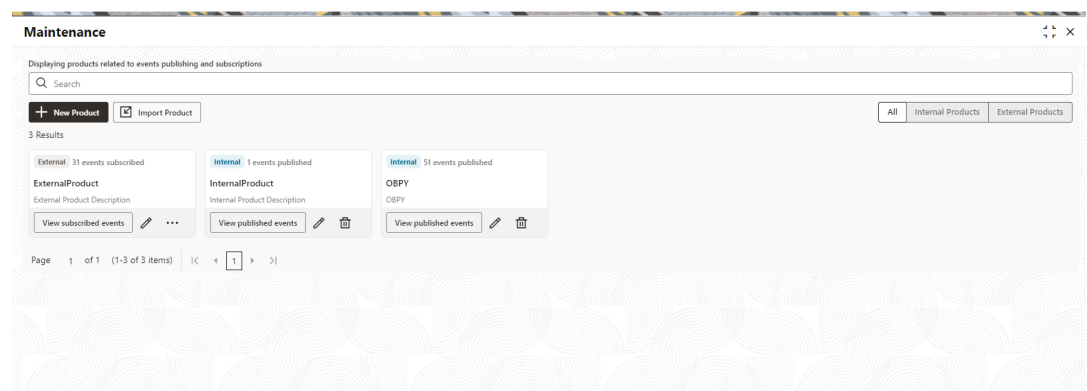 Maintenance
Displaying products related to events publishing and subscriptions
Search
New Product Import Product All Internal Products External Products
3 Results
External 31 events subscribed Internal 1 events published Internal 51 events published
ExternalProduct InternalProduct OBPY
External Product Description Internal Product Description OBPY
View subscribed events View published events View published events
Page 1 of 1 (1-3 of 3 items) 1